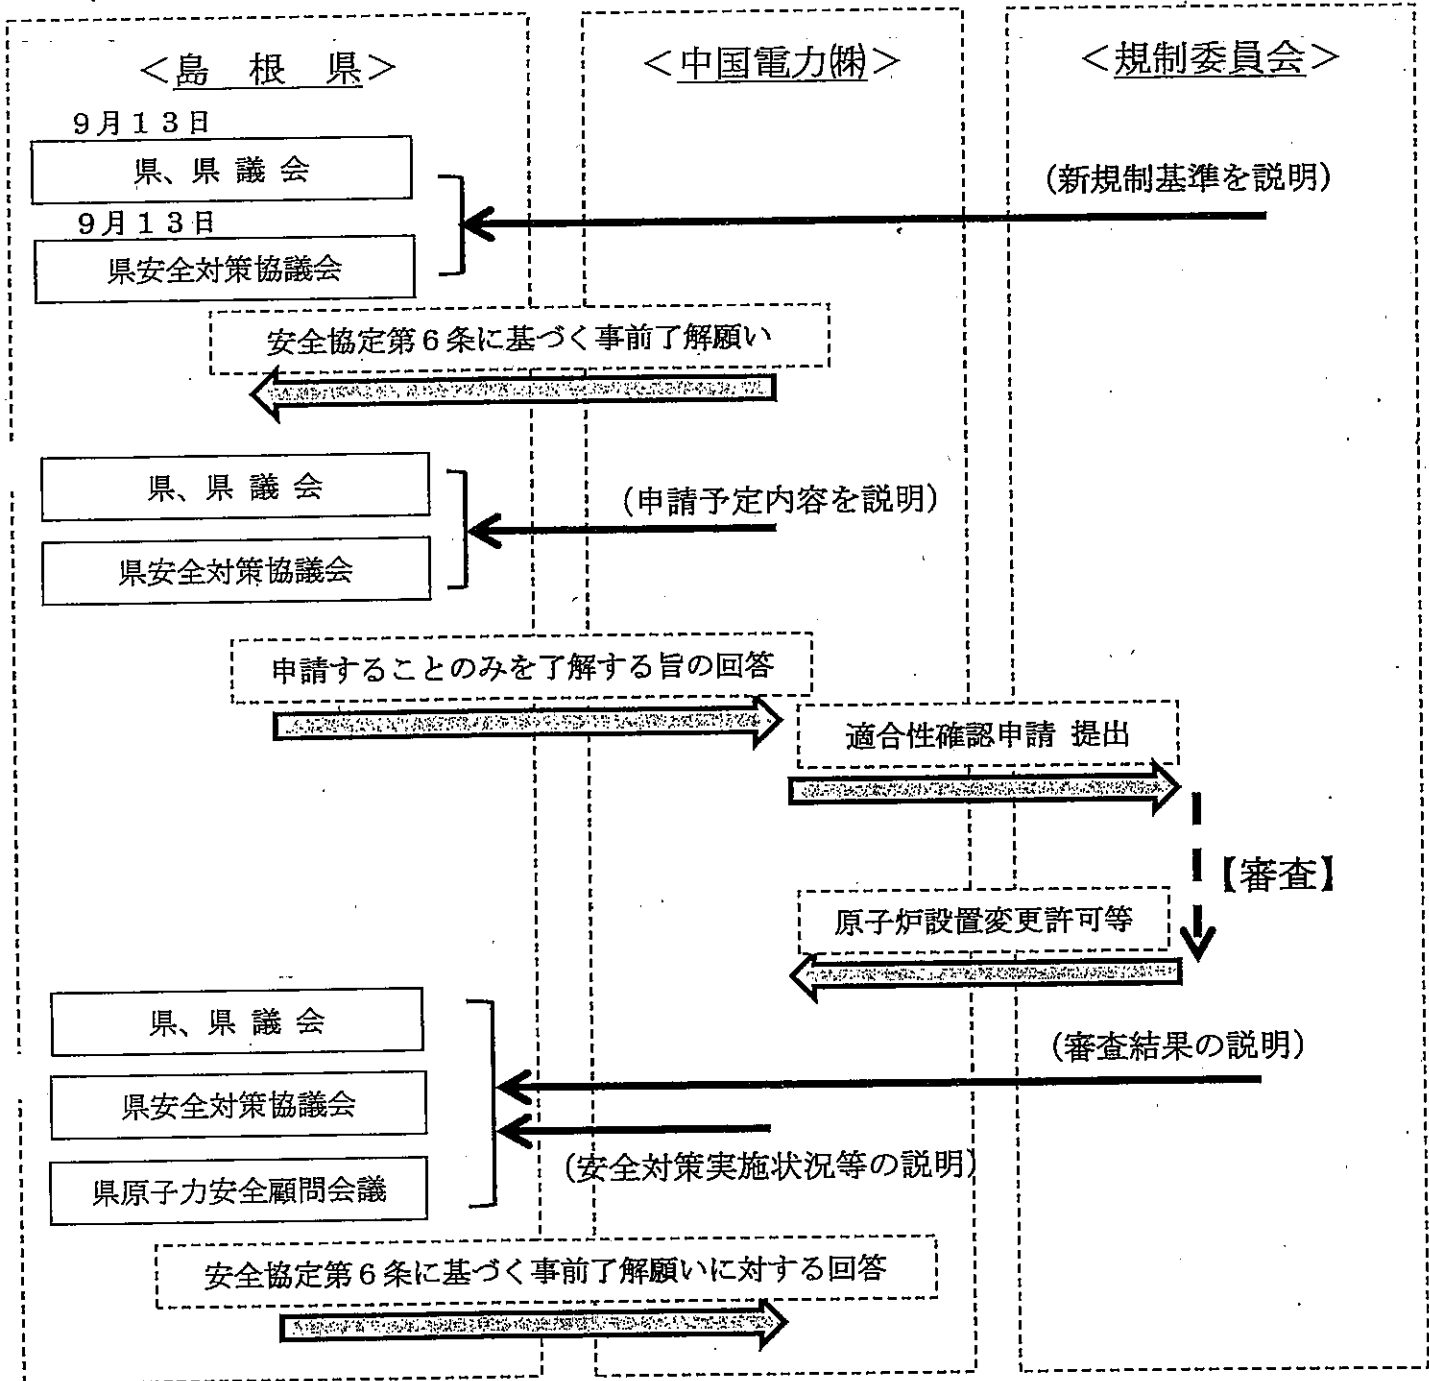 ＜島　根　県＞
＜中国電力㈱＞
＜規制委員会＞
９月１３日
県、県 議 会
（新規制基準を説明）
９月１３日
県安全対策協議会
安全協定第６条に基づく事前了解願い
県、県 議 会
（申請予定内容を説明）
県安全対策協議会
申請することのみを了解する旨の回答
適合性確認申請 提出
【審査】
原子炉設置変更許可等
県、県 議 会
（審査結果の説明）
県安全対策協議会
（安全対策実施状況等の説明）
県原子力安全顧問会議
安全協定第６条に基づく事前了解願いに対する回答